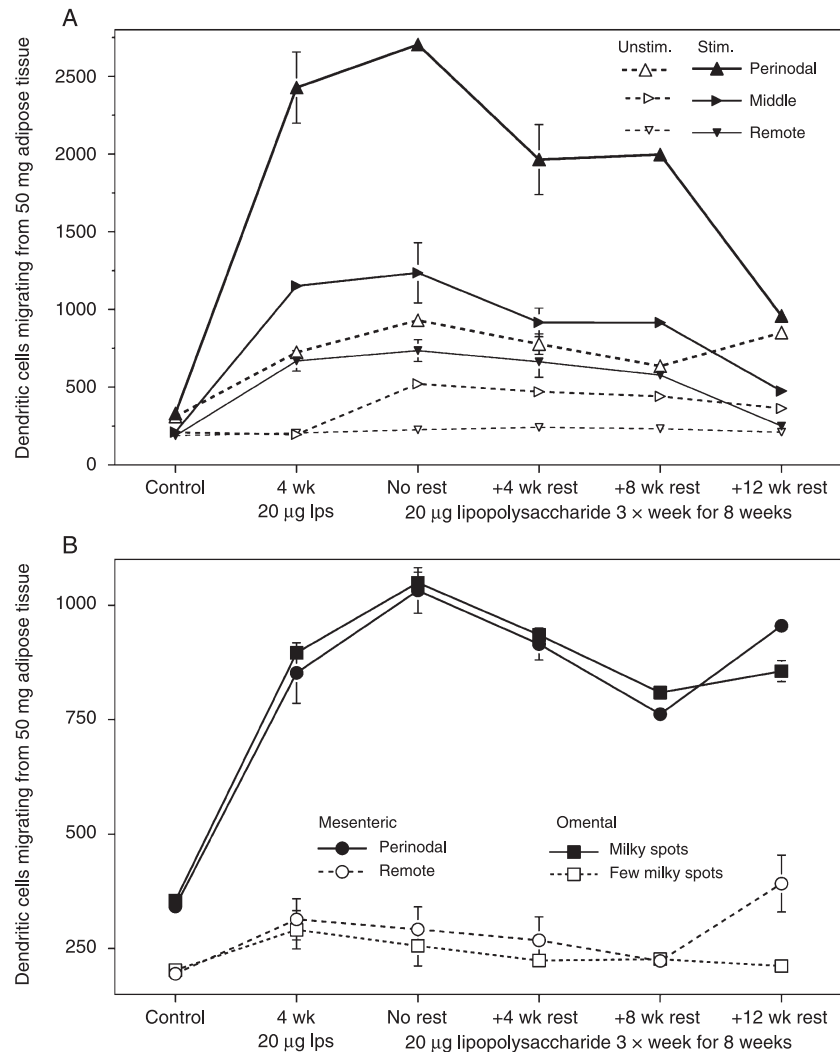 A
Dendritic cells migrating from 50 mg adipose tissue
2500
2000
1500
1000
500
0
Unstim. Stim.
Perinodal
Middle
Remote
Control 4 wk No rest +4 wk rest +8 wk rest +12 wk rest
20 μg lps 20 μg lipopolysaccharide 3 × week for 8 weeks
B
Dendritic cells migrating from 50 mg adipose tissue
1000
750
500
250
Mesenteric Omental
Perinodal Milky spots
Remote Few milky spots
Control 4 wk No rest +4 wk rest +8 wk rest +12 wk rest
20 μg lps 20 μg lipopolysaccharide 3 × week for 8 weeks